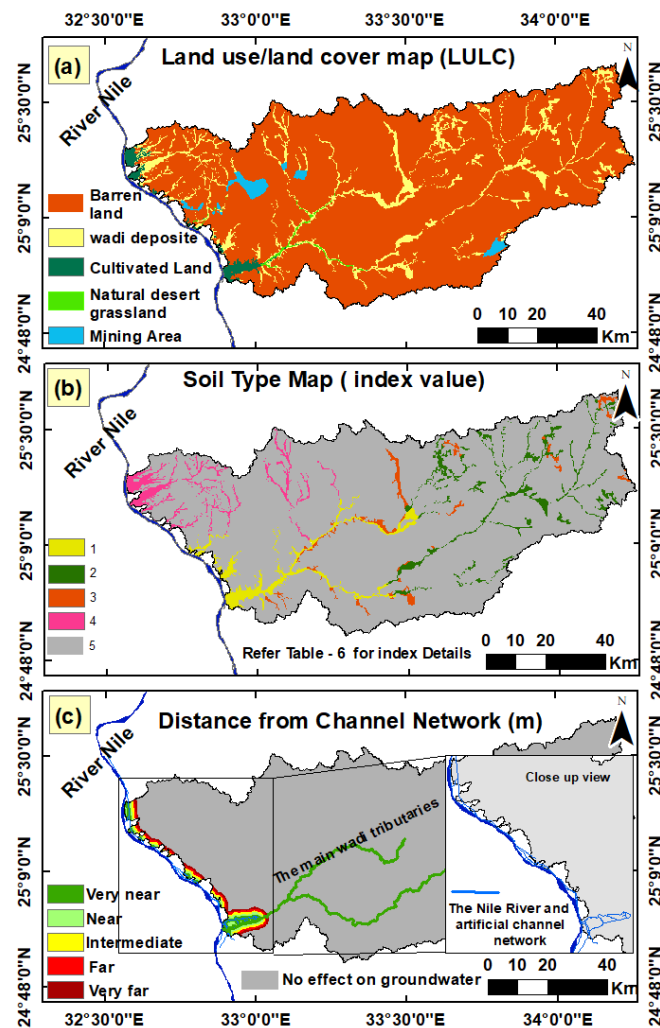 32°30'0"E 33°0'0"E 33°30'0"E 34°0'0"E
(a)
Land use/land cover map (LULC)
N
River Nile
25°30'0"N
25°9'0"N
24°48'0"N
25°30'0"N
25°9'0"N
24°48'0"N
Barren
land
wadi deposite
Cultivated Land
Natural desert
grassland
Mining Area
0 10 20 40
Km
(b)
Soil Type Map ( index value)
N
River Nile
25°30'0"N
25°9'0"N
24°48'0"N
25°30'0"N
25°9'0"N
24°48'0"N
1
2
3
4
5
Refer Table - 6 for index Details
0 10 20 40
Km
(c)
Distance from Channel Network (m)
N
River Nile
25°30'0"N
25°9'0"N
24°48'0"N
25°30'0"N
25°9'0"N
24°48'0"N
Close up view
The main wadi tributaries
Very near
Near
Intermediate
Far
Very far
The Nile River and
artificial channel
network
No effect on groundwater
0 10 20 40
Km
32°30'0"E 33°0'0"E 33°30'0"E 34°0'0"E